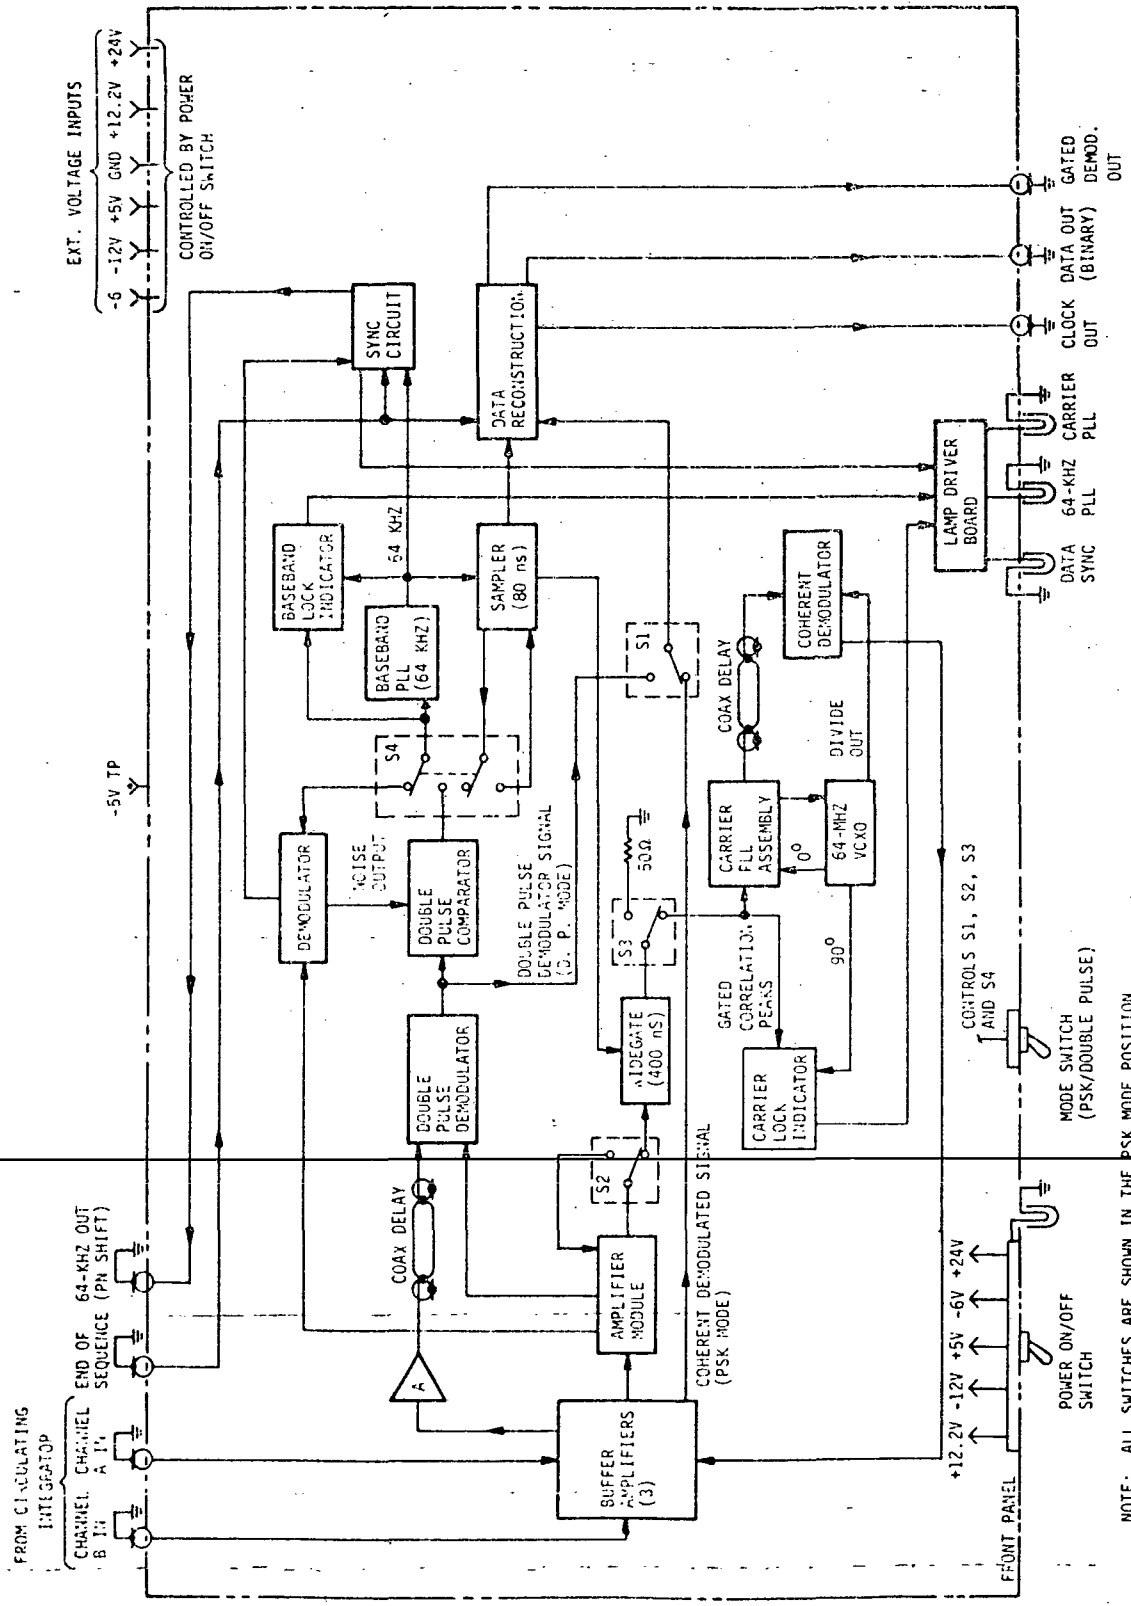 FROM CIRCULATING
INTEGRATOR
CHANNEL
B IN
CHANNEL
A IN
END OF
SEQUENCE
64-KHZ OUT
(PN SHIFT)
-5V TP
EXT. VOLTAGE INPUTS
-6 -12V +5V GND +12.2V +24V
CONTROLLED BY POWER
ON/OFF SWITCH
DEMODULATOR
NOISE
OUTPUT
BASEBAND
LOCK
INDICATOR
SYNC
CIRCUIT
S4
BASEBAND
PLL
(64 KHZ)
64 KHZ
A
COAX DELAY
DOUBLE
PULSE
DEMODULATOR
DOUBLE
PULSE
COMPARATOR
SAMPLER
(80 ns)
DATA
RECONSTRUCTION
DOUBLE PULSE
DEMODULATOR SIGNAL
(D. P. MODE)
BUFFER
AMPLIFIERS
(3)
AMPLIFIER
MODULE
S2
WIDEGATE
(400 nS)
S3
50Ω
S1
COHERENT DEMODULATED SIGNAL
(PSK MODE)
GATED
CORRELATION
PEAKS
CARRIER
PLL
ASSEMBLY
COAX DELAY
COHERENT
DEMODULATOR
CARRIER
LOCK
INDICATOR
90°
0°
64-MHZ
VCXO
DIVIDE
OUT
LAMP DRIVER
BOARD
FRONT PANEL
+12.2V -12V +5V -6V +24V
POWER ON/OFF
SWITCH
CONTROLS S1, S2, S3
AND S4
MODE SWITCH
(PSK/DOUBLE PULSE)
DATA
SYNC
64-KHZ
PLL
CARRIER
PLL
CLOCK
OUT
DATA OUT
(BINARY)
GATED
DEMOD.
OUT
NOTE: ALL SWITCHES ARE SHOWN IN THE PSK MODE POSITION